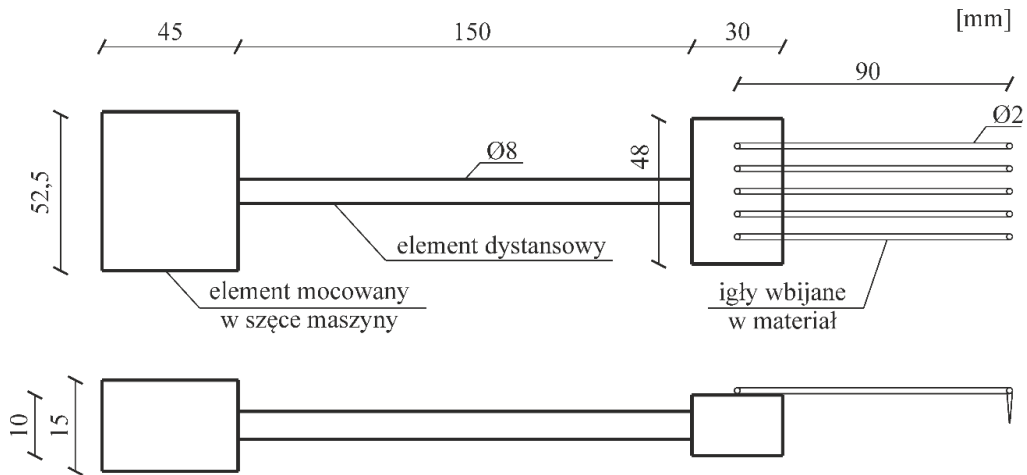 45
150
30
[mm]
90
Ø2
52,5
Ø8
48
element dystansowy
element mocowany
w szęce maszyny
igły wbijane
w materiał
10
15